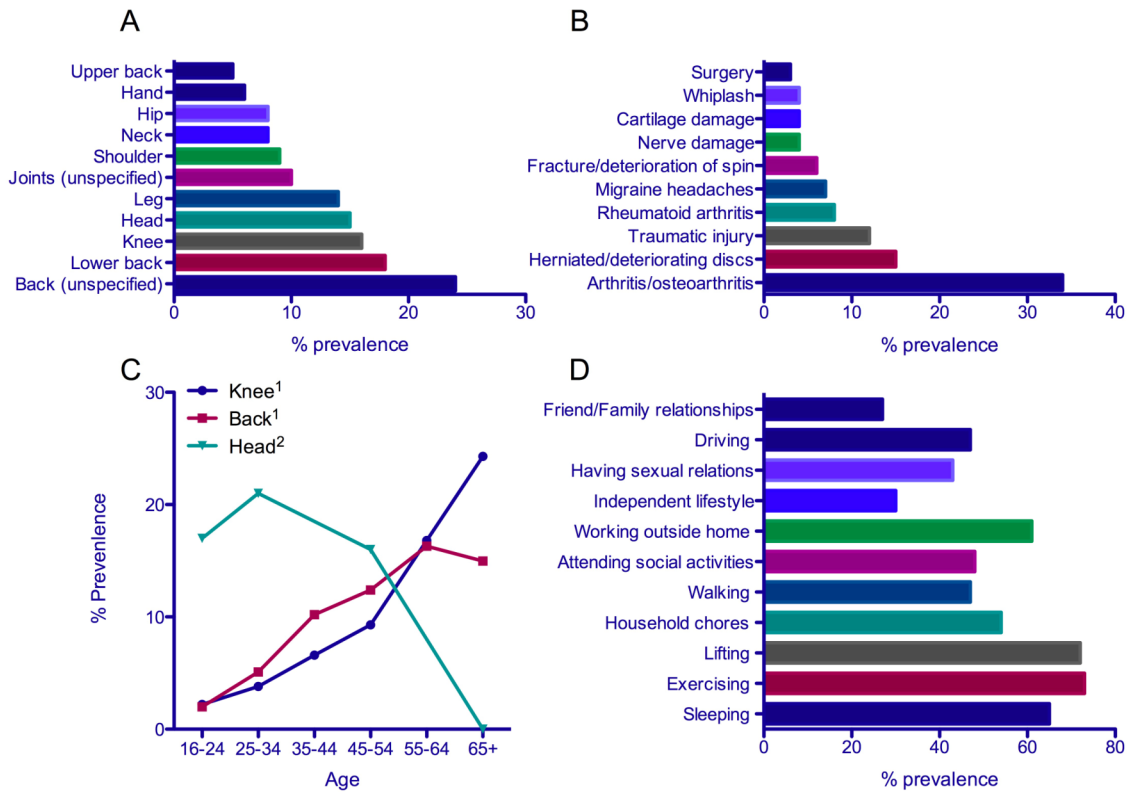 A
Upper back
Hand
Hip
Neck
Shoulder
Joints (unspecified)
Leg
Head
Knee
Lower back
Back (unspecified)
0 10 20 30
% prevalence
B
Surgery
Whiplash
Cartilage damage
Nerve damage
Fracture/deterioration of spin
Migraine headaches
Rheumatoid arthritis
Traumatic injury
Herniated/deteriorating discs
Arthritis/osteoarthritis
0 10 20 30 40
% prevalence
C
Knee¹
Back¹
Head²
30
20
10
0
% Prevenlence
16-24 25-34 35-44 45-54 55-64 65+
Age
D
Friend/Family relationships
Driving
Having sexual relations
Independent lifestyle
Working outside home
Attending social activities
Walking
Household chores
Lifting
Exercising
Sleeping
0 20 40 60 80
% prevalence